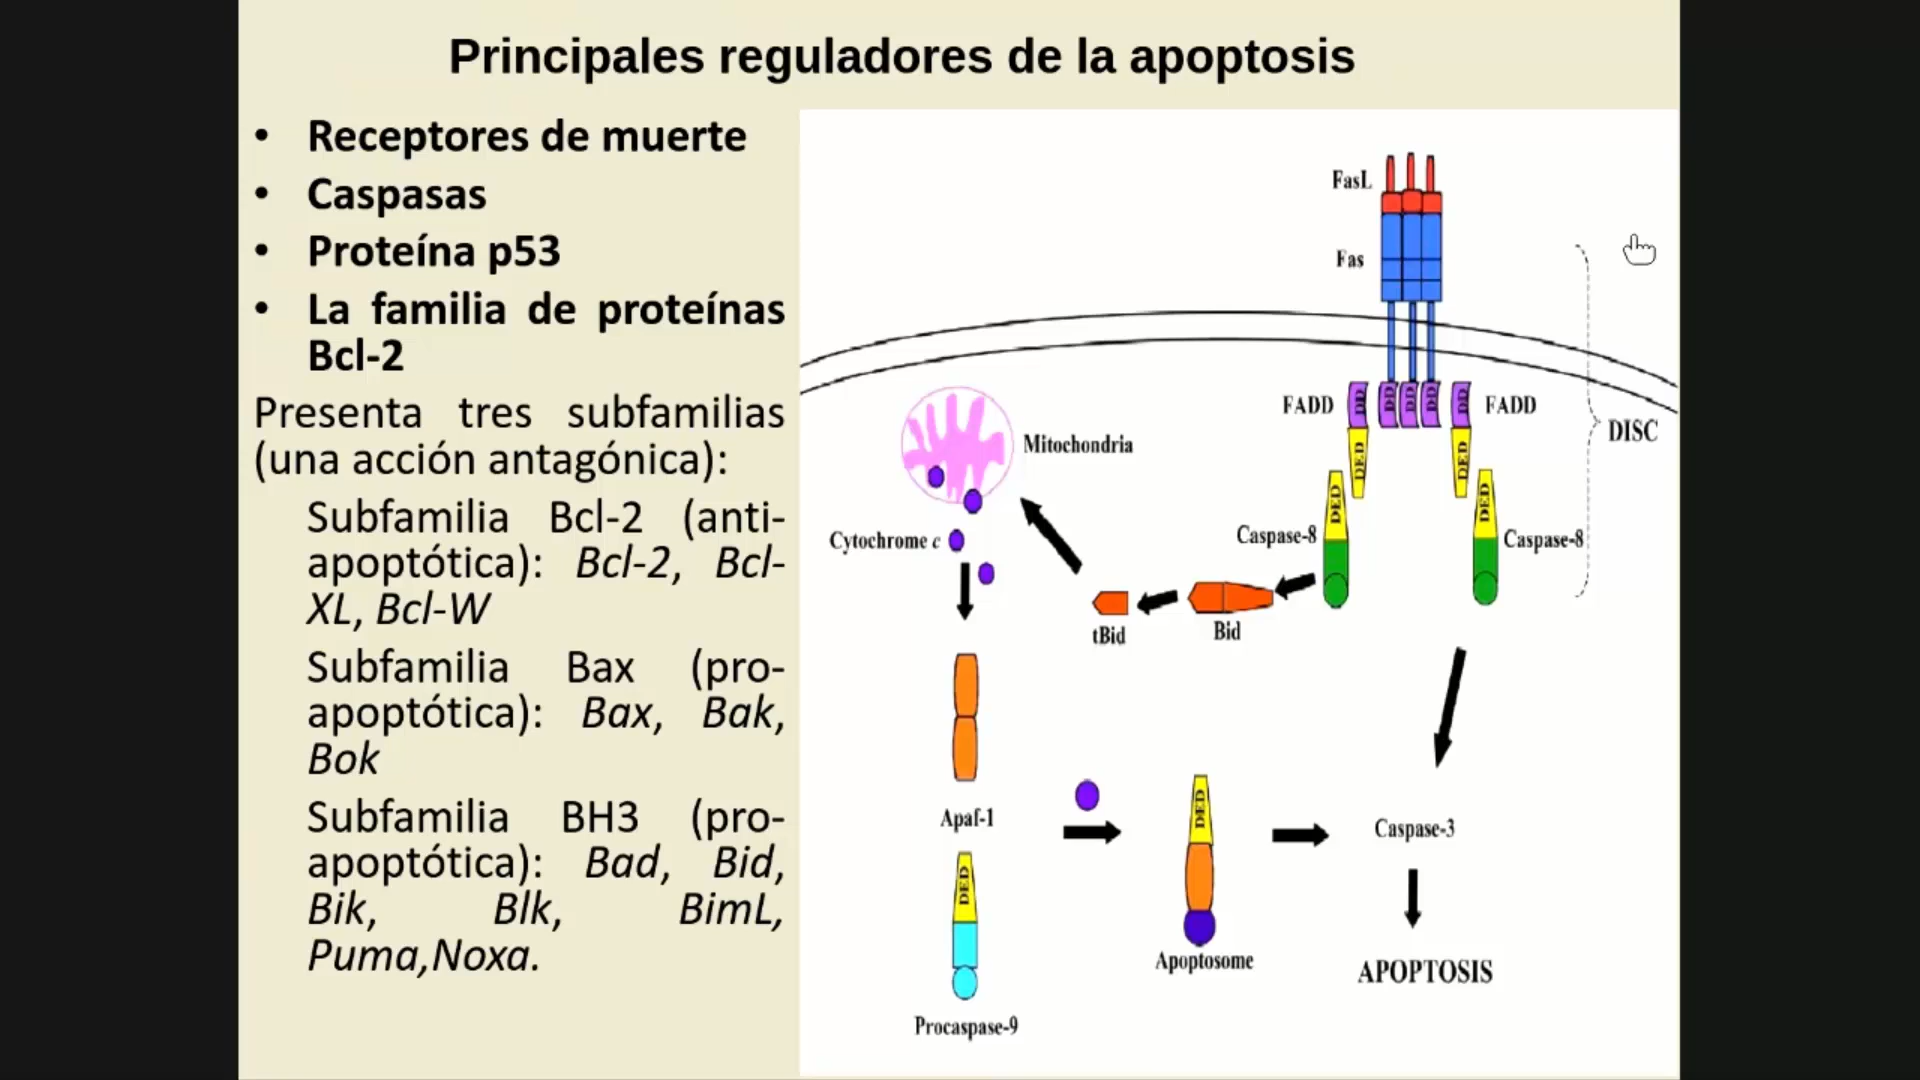 Principales reguladores de la apoptosis
• Receptores de muerte
• Caspasas
• Proteína p53
• La familia de proteínas
Bcl-2
Presenta tres subfamilias
(una acción antagónica):
Subfamilia Bcl-2 (anti-
apoptótica): Bcl-2, Bcl-
XL, Bcl-W
Subfamilia Bax (pro-
apoptótica): Bax, Bak,
Bok
Subfamilia BH3 (pro-
apoptótica): Bad, Bid,
Bik, Blk, BimL,
Puma,Noxa.
FasL
Fas
FADD
DD
DD
DD
DD
DD
FADD
DISC
DED
DED
DED
DED
Mitochondria
Cytochrome c
Caspase-8
Caspase-8
tBid
Bid
Apaf-1
DED
Procaspase-9
DED
Apoptosome
Caspase-3
APOPTOSIS